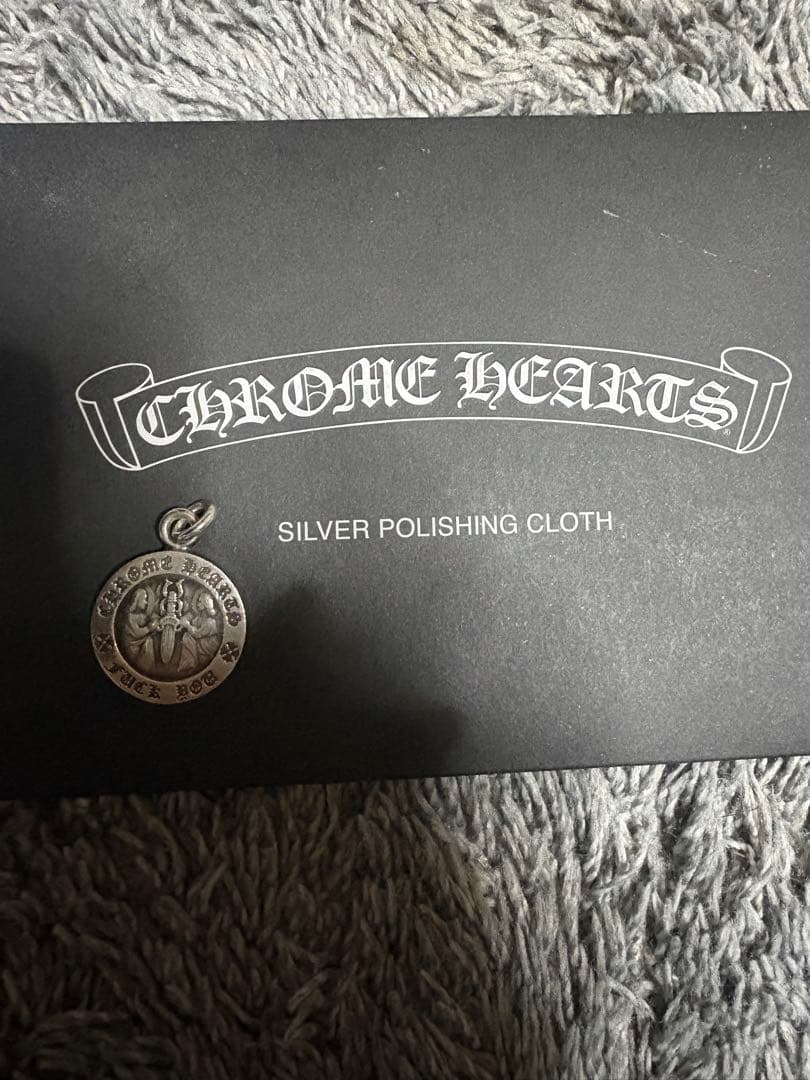 CHROME HEARTS®
SILVER POLISHING CLOTH
CHROME HEARTS
FUCK YOU